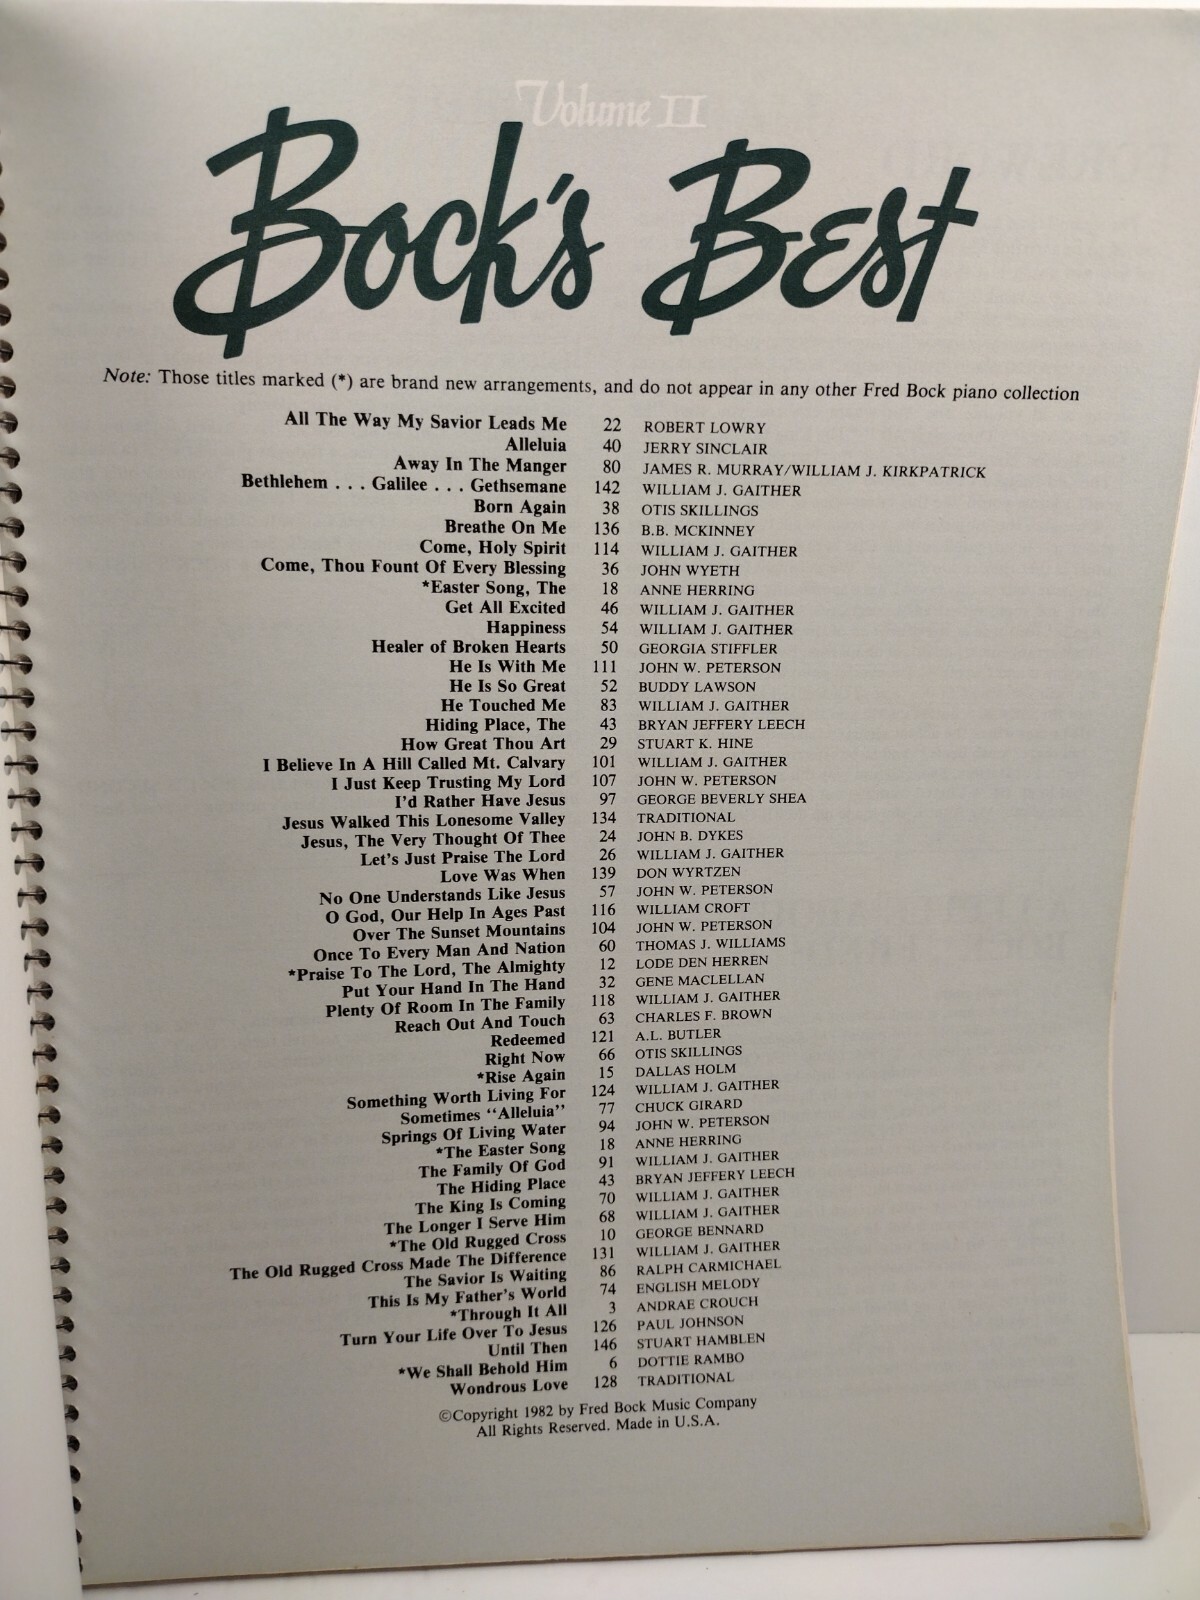 Volume II
Bock's Best
Note: Those titles marked (*) are brand new arrangements, and do not appear in any other Fred Bock piano collection
All The Way My Savior Leads Me 22 ROBERT LOWRY
Alleluia 40 JERRY SINCLAIR
Away In The Manger 80 JAMES R. MURRAY/WILLIAM J. KIRKPATRICK
Bethlehem . . . Galilee . . . Gethsemane 142 WILLIAM J. GAITHER
Born Again 38 OTIS SKILLINGS
Breathe On Me 136 B.B. MCKINNEY
Come, Holy Spirit 114 WILLIAM J. GAITHER
Come, Thou Fount Of Every Blessing 36 JOHN WYETH
*Easter Song, The 18 ANNE HERRING
Get All Excited 46 WILLIAM J. GAITHER
Happiness 54 WILLIAM J. GAITHER
Healer of Broken Hearts 50 GEORGIA STIFFLER
He Is With Me 111 JOHN W. PETERSON
He Is So Great 52 BUDDY LAWSON
He Touched Me 83 WILLIAM J. GAITHER
Hiding Place, The 43 BRYAN JEFFERY LEECH
How Great Thou Art 29 STUART K. HINE
I Believe In A Hill Called Mt. Calvary 101 WILLIAM J. GAITHER
I Just Keep Trusting My Lord 107 JOHN W. PETERSON
I'd Rather Have Jesus 97 GEORGE BEVERLY SHEA
Jesus Walked This Lonesome Valley 134 TRADITIONAL
Jesus, The Very Thought Of Thee 24 JOHN B. DYKES
Let's Just Praise The Lord 26 WILLIAM J. GAITHER
Love Was When 139 DON WYRTZEN
No One Understands Like Jesus 57 JOHN W. PETERSON
O God, Our Help In Ages Past 116 WILLIAM CROFT
Over The Sunset Mountains 104 JOHN W. PETERSON
Once To Every Man And Nation 60 THOMAS J. WILLIAMS
*Praise To The Lord, The Almighty 12 LODE DEN HERREN
Put Your Hand In The Hand 32 GENE MACLELLAN
Plenty Of Room In The Family 118 WILLIAM J. GAITHER
Reach Out And Touch 63 CHARLES F. BROWN
Redeemed 121 A.L. BUTLER
Right Now 66 OTIS SKILLINGS
*Rise Again 15 DALLAS HOLM
Something Worth Living For 124 WILLIAM J. GAITHER
Sometimes "Alleluia" 77 CHUCK GIRARD
Springs Of Living Water 94 JOHN W. PETERSON
*The Easter Song 18 ANNE HERRING
The Family Of God 91 WILLIAM J. GAITHER
The Hiding Place 43 BRYAN JEFFERY LEECH
The King Is Coming 70 WILLIAM J. GAITHER
The Longer I Serve Him 68 WILLIAM J. GAITHER
*The Old Rugged Cross 10 GEORGE BENNARD
The Old Rugged Cross Made The Difference 131 WILLIAM J. GAITHER
The Savior Is Waiting 86 RALPH CARMICHAEL
This Is My Father's World 74 ENGLISH MELODY
*Through It All 3 ANDRAE CROUCH
Turn Your Life Over To Jesus 126 PAUL JOHNSON
Until Then 146 STUART HAMBLEN
*We Shall Behold Him 6 DOTTIE RAMBO
Wondrous Love 128 TRADITIONAL
©Copyright 1982 by Fred Bock Music Company
All Rights Reserved. Made in U.S.A.